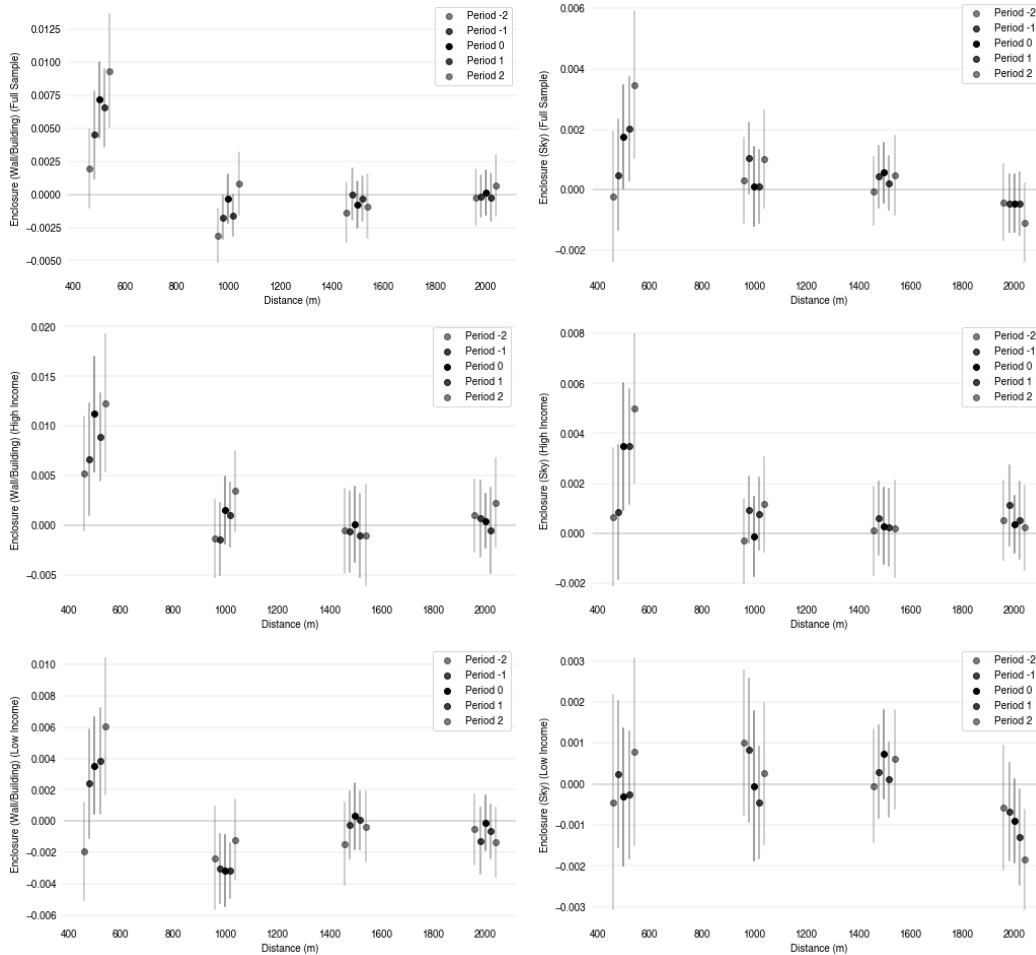 Enclosure (Wall/Building) (Full Sample)
0.0125
0.0100
0.0075
0.0050
0.0025
0.0000
−0.0025
−0.0050
400 600 800 1000 1200 1400 1600 1800 2000
Distance (m)
Period -2
Period -1
Period 0
Period 1
Period 2
Enclosure (Sky) (Full Sample)
0.006
0.004
0.002
0.000
−0.002
400 600 800 1000 1200 1400 1600 1800 2000
Distance (m)
Period -2
Period -1
Period 0
Period 1
Period 2
Enclosure (Wall/Building) (High Income)
0.020
0.015
0.010
0.005
0.000
−0.005
400 600 800 1000 1200 1400 1600 1800 2000
Distance (m)
Period -2
Period -1
Period 0
Period 1
Period 2
Enclosure (Sky) (High Income)
0.008
0.006
0.004
0.002
0.000
−0.002
400 600 800 1000 1200 1400 1600 1800 2000
Distance (m)
Period -2
Period -1
Period 0
Period 1
Period 2
Enclosure (Wall/Building) (Low Income)
0.010
0.008
0.006
0.004
0.002
0.000
−0.002
−0.004
−0.006
400 600 800 1000 1200 1400 1600 1800 2000
Distance (m)
Period -2
Period -1
Period 0
Period 1
Period 2
Enclosure (Sky) (Low Income)
0.003
0.002
0.001
0.000
−0.001
−0.002
−0.003
400 600 800 1000 1200 1400 1600 1800 2000
Distance (m)
Period -2
Period -1
Period 0
Period 1
Period 2